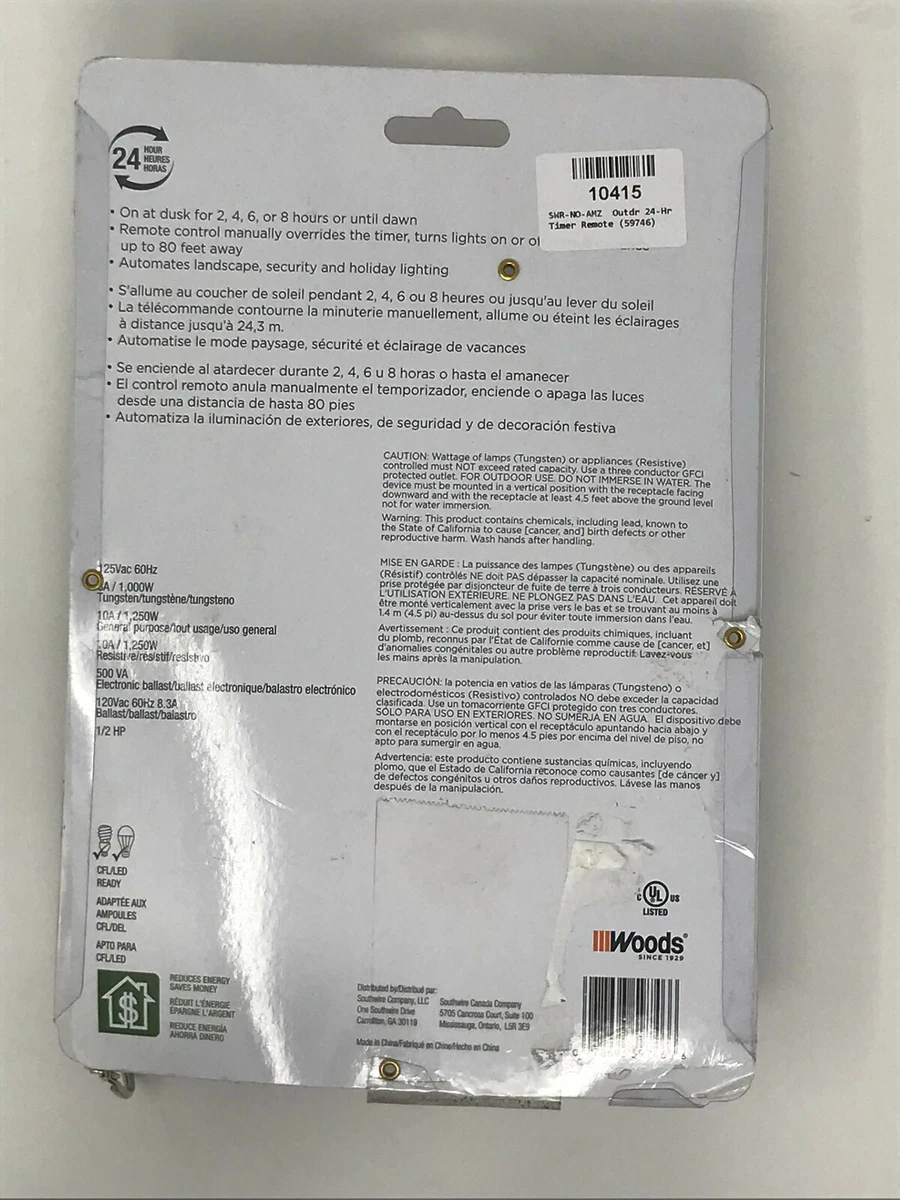 24 HOUR
HEURES
HORAS
10415
SWR-NO-AMZ Outdr 24-Hr
Timer Remote (59746)
• On at dusk for 2, 4, 6, or 8 hours or until dawn
• Remote control manually overrides the timer, turns lights on or of
up to 80 feet away
• Automates landscape, security and holiday lighting
• S'allume au coucher de soleil pendant 2, 4, 6 ou 8 heures ou jusqu'au lever du soleil
• La télécommande contourne la minuterie manuellement, allume ou éteint les éclairages
à distance jusqu'à 24,3 m.
• Automatise le mode paysage, sécurité et éclairage de vacances
• Se enciende al atardecer durante 2, 4, 6 u 8 horas o hasta el amanecer
• El control remoto anula manualmente el temporizador, enciende o apaga las luces
desde una distancia de hasta 80 pies
• Automatiza la iluminación de exteriores, de seguridad y de decoración festiva
CAUTION: Wattage of lamps (Tungsten) or appliances (Resistive)
controlled must NOT exceed rated capacity. Use a three conductor GFCI
protected outlet. FOR OUTDOOR USE. DO NOT IMMERSE IN WATER. The
device must be mounted in a vertical position with the receptacle facing
downward and with the receptacle at least 4.5 feet above the ground level
not for water immersion.
Warning: This product contains chemicals, including lead, known to
the State of California to cause [cancer, and] birth defects or other
reproductive harm. Wash hands after handling.
MISE EN GARDE : La puissance des lampes (Tungstène) ou des appareils
(Résistif) contrôlés NE doit PAS dépasser la capacité nominale. Utilisez une
prise protégée par disjoncteur de fuite de terre à trois conducteurs. RÉSERVÉ À
L'UTILISATION EXTÉRIEURE. NE PLONGEZ PAS DANS L'EAU. Cet appareil doit
être monté verticalement avec la prise vers le bas et se trouvant au moins à
1.4 m (4.5 pi) au-dessus du sol pour éviter toute immersion dans l'eau.
Avertissement : Ce produit contient des produits chimiques, incluant
du plomb, reconnus par l'État de Californie comme cause de [cancer, et]
d'anomalies congénitales ou autre problème reproductif. Lavez-vous
les mains après la manipulation.
PRECAUCIÓN: la potencia en vatios de las lámparas (Tungsteno) o
electrodomésticos (Resistivo) controlados NO debe exceder la capacidad
clasificada. Use un tomacorriente GFCI protegido con tres conductores.
SÓLO PARA USO EN EXTERIORES. NO SUMERJA EN AGUA. El dispositivo debe
montarse en posición vertical con el receptáculo apuntando hacia abajo y
con el receptáculo por lo menos 4.5 pies por encima del nivel de piso, no
apto para sumergir en agua.
Advertencia: este producto contiene sustancias químicas, incluyendo
plomo, que el Estado de California reconoce como causantes [de cáncer y]
de defectos congénitos u otros daños reproductivos. Lávese las manos
después de la manipulación.
125Vac 60Hz
A / 1,000W
Tungsten/tungstène/tungsteno
10A / 1,250W
General purpose/tout usage/uso general
10A / 1,250W
Resistive/résistif/resistivo
500 VA
Electronic ballast/ballast électronique/balastro electrónico
120Vac 60Hz 8.3A
Ballast/ballast/balastro
1/2 HP
CFL/LED
READY
ADAPTÉE AUX
AMPOULES
CFL/DEL
APTO PARA
CFL/LED
REDUCES ENERGY
SAVES MONEY
RÉDUIT L'ÉNERGIE
ÉPARGNE L'ARGENT
REDUCE ENERGÍA
AHORRA DINERO
$
Distributed by/Distribué par:
Southwire Company, LLC
One Southwire Drive
Carrollton, GA 30119
Southwire Canada Company
5705 Cancross Court, Suite 100
Mississauga, Ontario, L5R 3E9
Made in China/Fabriqué en Chine/Hecho en China
C UL US
LISTED
Woods®
SINCE 1929